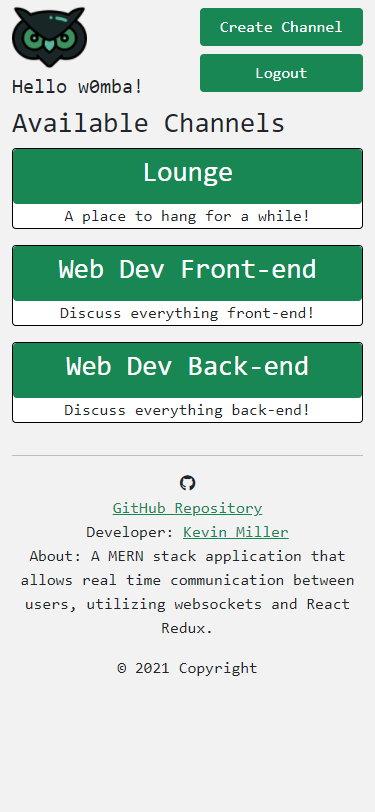 Create Channel
Logout
Hello w0mba!
Available Channels
Lounge
A place to hang for a while!
Web Dev Front-end
Discuss everything front-end!
Web Dev Back-end
Discuss everything back-end!
GitHub Repository
Developer: Kevin Miller
About: A MERN stack application that
allows real time communication between
users, utilizing websockets and React
Redux.
© 2021 Copyright